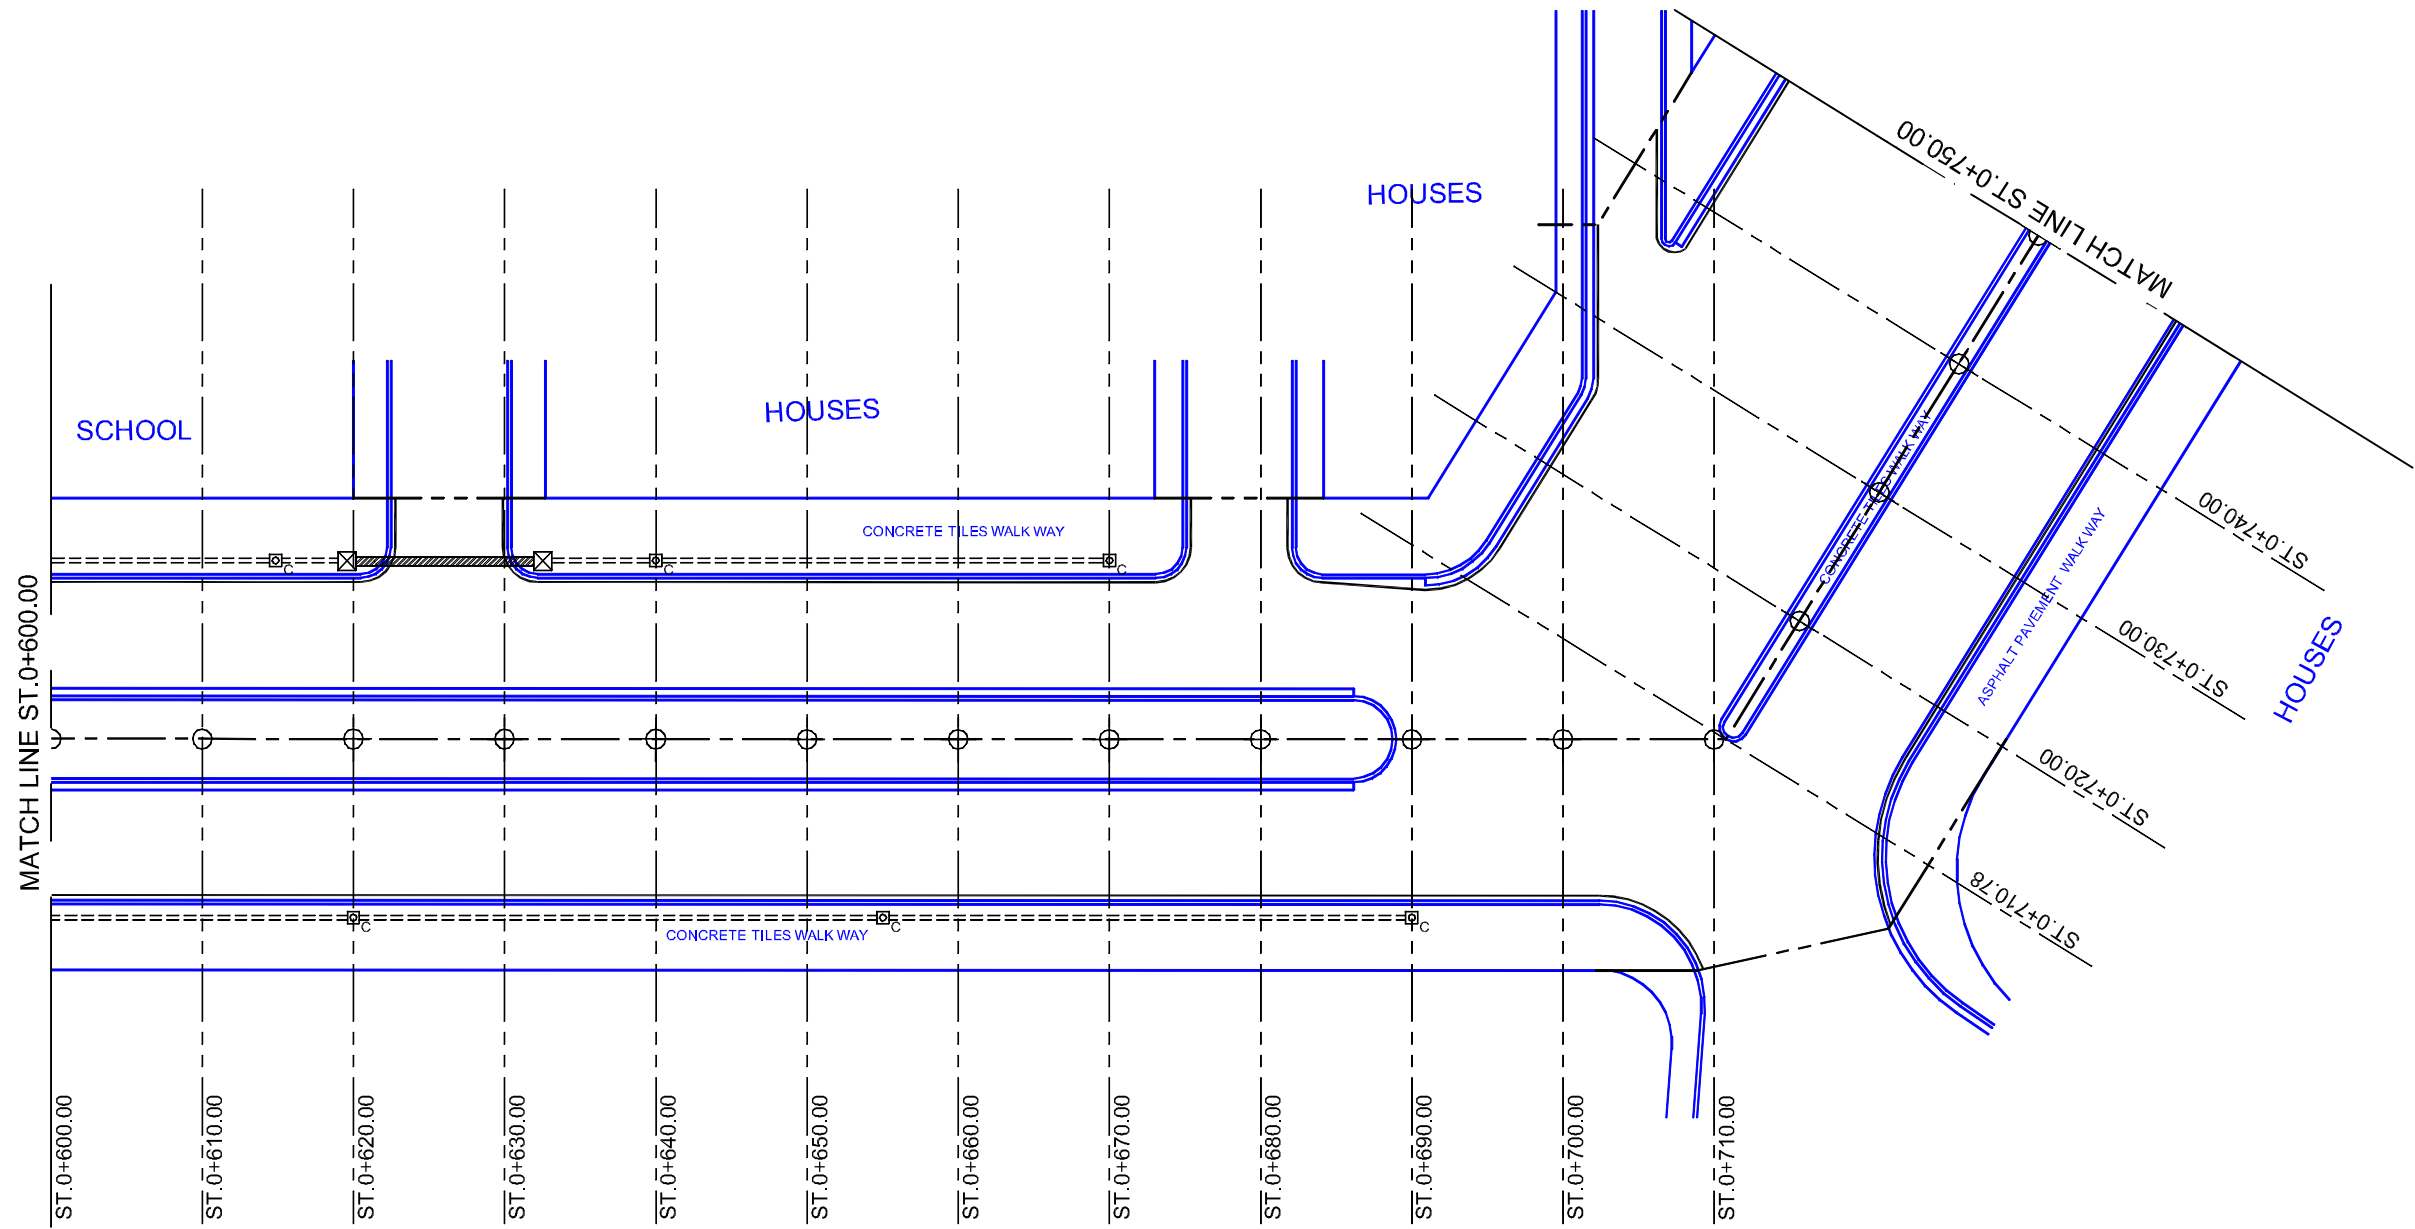 MATCH LINE ST.0+750.00
HOUSES
HOUSES
SCHOOL
CONCRETE TILES WALK WAY
CONCRETE TILES WALK WAY
ASPHALT PAVEMENT WALK WAY
HOUSES
C
C
C
MATCH LINE ST.0+600.00
C
C
C
CONCRETE TILES WALK WAY
ST.0+740.00
ST.0+730.00
ST.0+720.00
ST.0+710.78
ST.0+600.00
ST.0+610.00
ST.0+620.00
ST.0+630.00
ST.0+640.00
ST.0+650.00
ST.0+660.00
ST.0+670.00
ST.0+680.00
ST.0+690.00
ST.0+700.00
ST.0+710.00